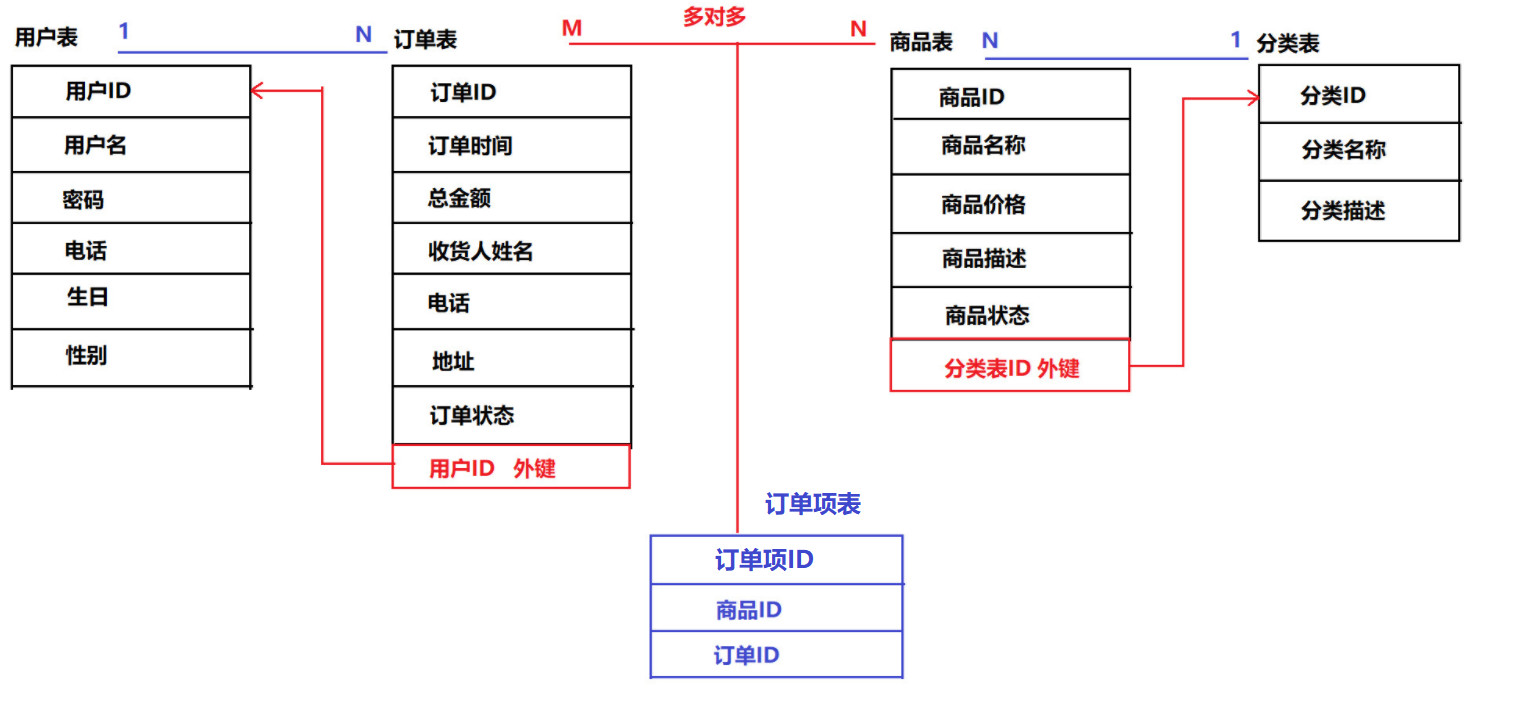 用户表 1 N 订单表 M 多对多 N 商品表 N 1 分类表
用户ID
用户名
密码
电话
生日
性别
订单ID
订单时间
总金额
收货人姓名
电话
地址
订单状态
用户ID 外键
商品ID
商品名称
商品价格
商品描述
商品状态
分类表ID 外键
分类ID
分类名称
分类描述
订单项表
订单项ID
商品ID
订单ID